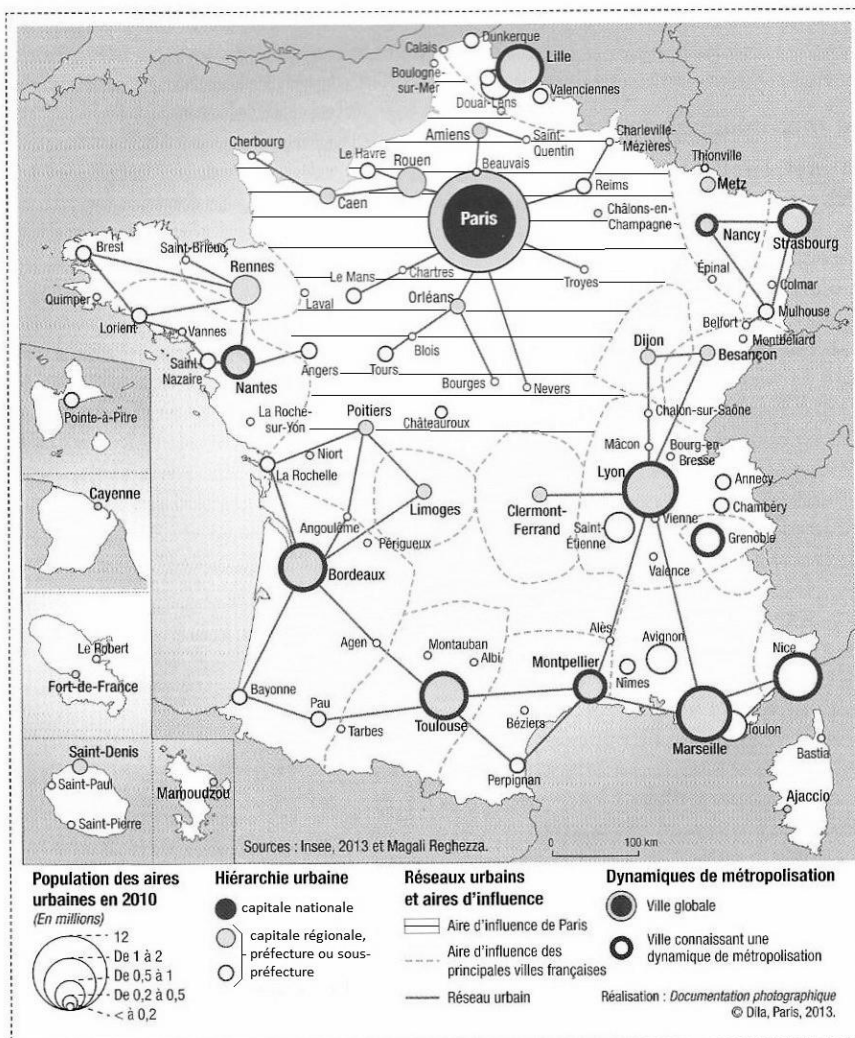 Dunkerque
Calais
Lille
Boulogne-
sur-Mer
Valenciennes
Douai-Lens
Amiens
Saint-
Quentin
Charleville-
Mézières
Cherbourg
Le Havre
Rouen
Beauvais
Thionville
Reims
Metz
Caen
Paris
Châlons-en-
Champagne
Nancy
Strasbourg
Brest
Saint-Brieuc
Rennes
Le Mans
Chartres
Troyes
Épinal
Colmar
Quimper
Laval
Orléans
Mulhouse
Lorient
Vannes
Belfort
Montbéliard
Saint
Nazaire
Nantes
Angers
Tours
Blois
Dijon
Besançon
Bourges
Nevers
Pointe-à-Pitre
La Roche-
sur-Yon
Poitiers
Châteauroux
Chalon-sur-Saône
Mâcon
Bourg-en-
Bresse
Niort
La Rochelle
Lyon
Annecy
Cayenne
Limoges
Clermont-
Ferrand
Chambéry
Angoulême
Saint-
Étienne
Vienne
Grenoble
Périgueux
Bordeaux
Valence
Le Robert
Fort-de-France
Agen
Montauban
Albi
Alès
Avignon
Nice
Montpellier
Nîmes
Bayonne
Pau
Toulouse
Béziers
Marseille
Toulon
Tarbes
Perpignan
Bastia
Ajaccio
Saint-Denis
Saint-Paul
Saint-Pierre
Mamoudzou
Sources : Insee, 2013 et Magali Reghezza.
0 100 km
Population des aires
urbaines en 2010
(En millions)
12
De 1 à 2
De 0,5 à 1
De 0,2 à 0,5
< à 0,2
Hiérarchie urbaine
capitale nationale
capitale régionale,
préfecture ou sous-
préfecture
Réseaux urbains
et aires d'influence
Aire d'influence de Paris
Aire d'influence des
principales villes françaises
Réseau urbain
Dynamiques de métropolisation
Ville globale
Ville connaissant une
dynamique de métropolisation
Réalisation : Documentation photographique
© Dila, Paris, 2013.